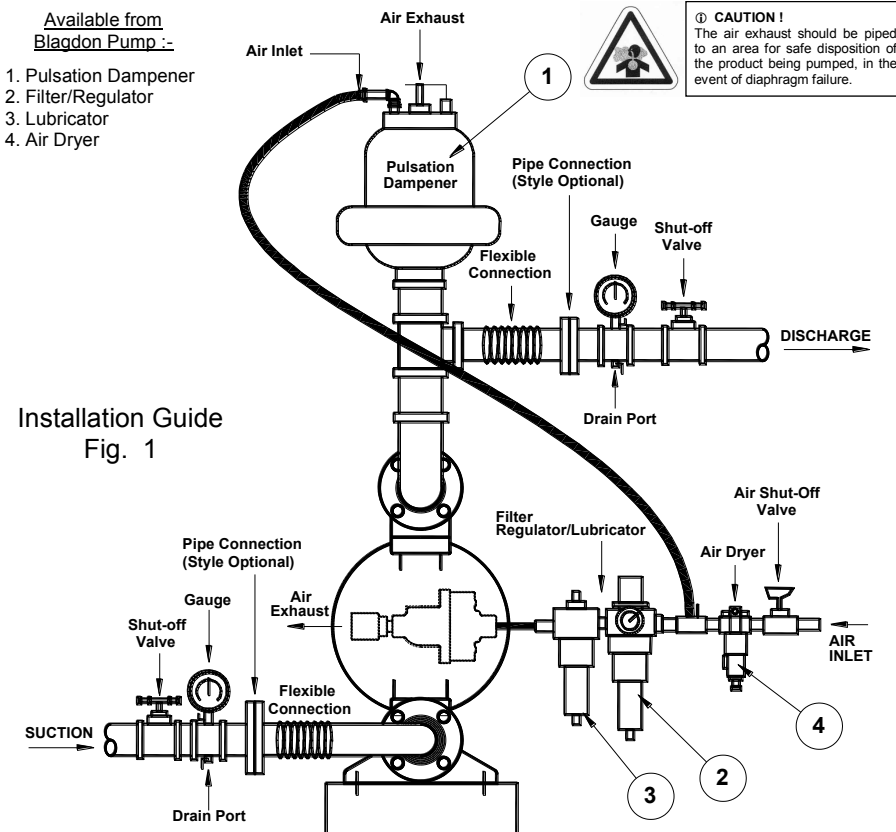 Available from
Blagdon Pump :-
1. Pulsation Dampener
2. Filter/Regulator
3. Lubricator
4. Air Dryer
Air Exhaust
Air Inlet
1
ⓘ CAUTION !
The air exhaust should be piped
to an area for safe disposition of
the product being pumped, in the
event of diaphragm failure.
Pulsation
Dampener
Pipe Connection
(Style Optional)
Gauge
Shut-off
Valve
Flexible
Connection
DISCHARGE
Drain Port
Installation Guide
Fig. 1
Filter
Regulator/Lubricator
Air Shut-Off
Valve
Air Dryer
Pipe Connection
(Style Optional)
Air
Exhaust
Gauge
Shut-off
Valve
AIR
INLET
Flexible
Connection
SUCTION
4
2
3
Drain Port